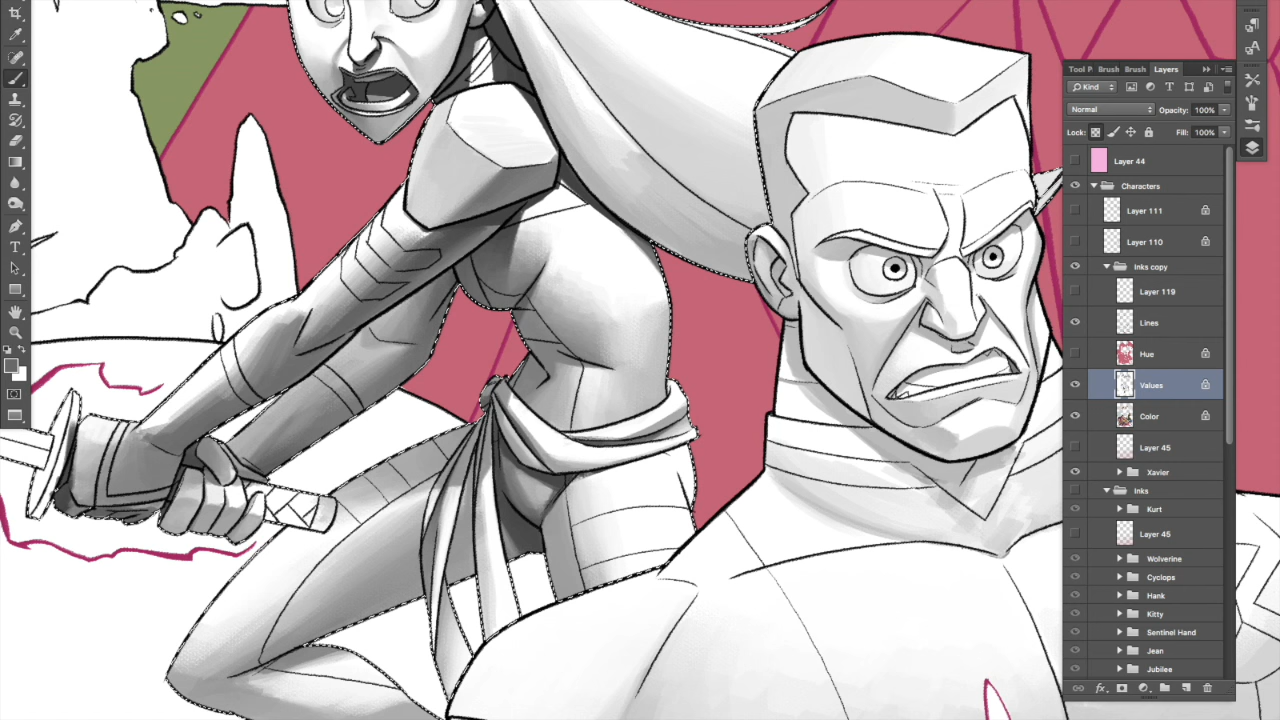 Tool P Brush Brush Layers
Kind
Normal Opacity: 100%
Lock: Fill: 100%
Layer 44
Characters
Layer 111
Layer 110
Inks copy
Layer 119
Lines
Hue
Values
Color
Layer 45
Xavier
Inks
Kurt
Layer 45
Wolverine
Cyclops
Hank
Kitty
Sentinel Hand
Jean
Jubilee